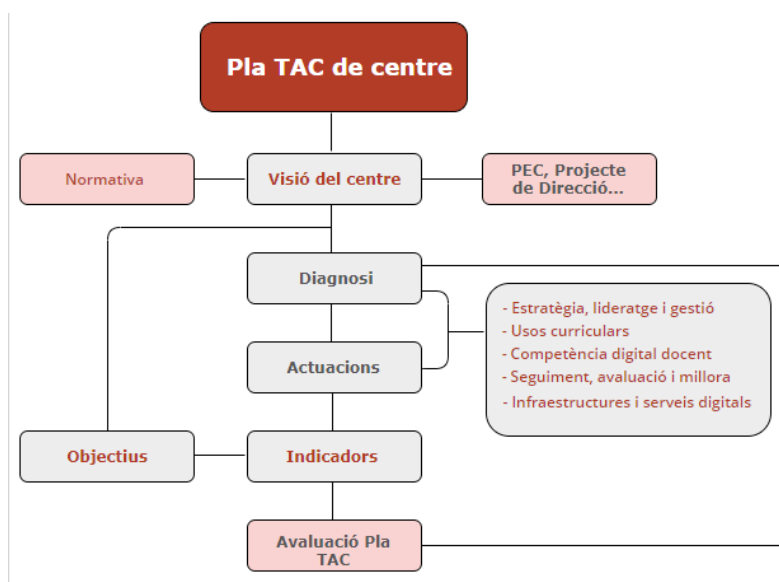 Pla TAC de centre
Normativa
Visió del centre
PEC, Projecte
de Direcció...
Diagnosi
- Estratègia, lideratge i gestió
- Usos curriculars
- Competència digital docent
- Seguiment, avaluació i millora
- Infraestructures i serveis digitals
Actuacions
Objectius
Indicadors
Avaluació Pla
TAC